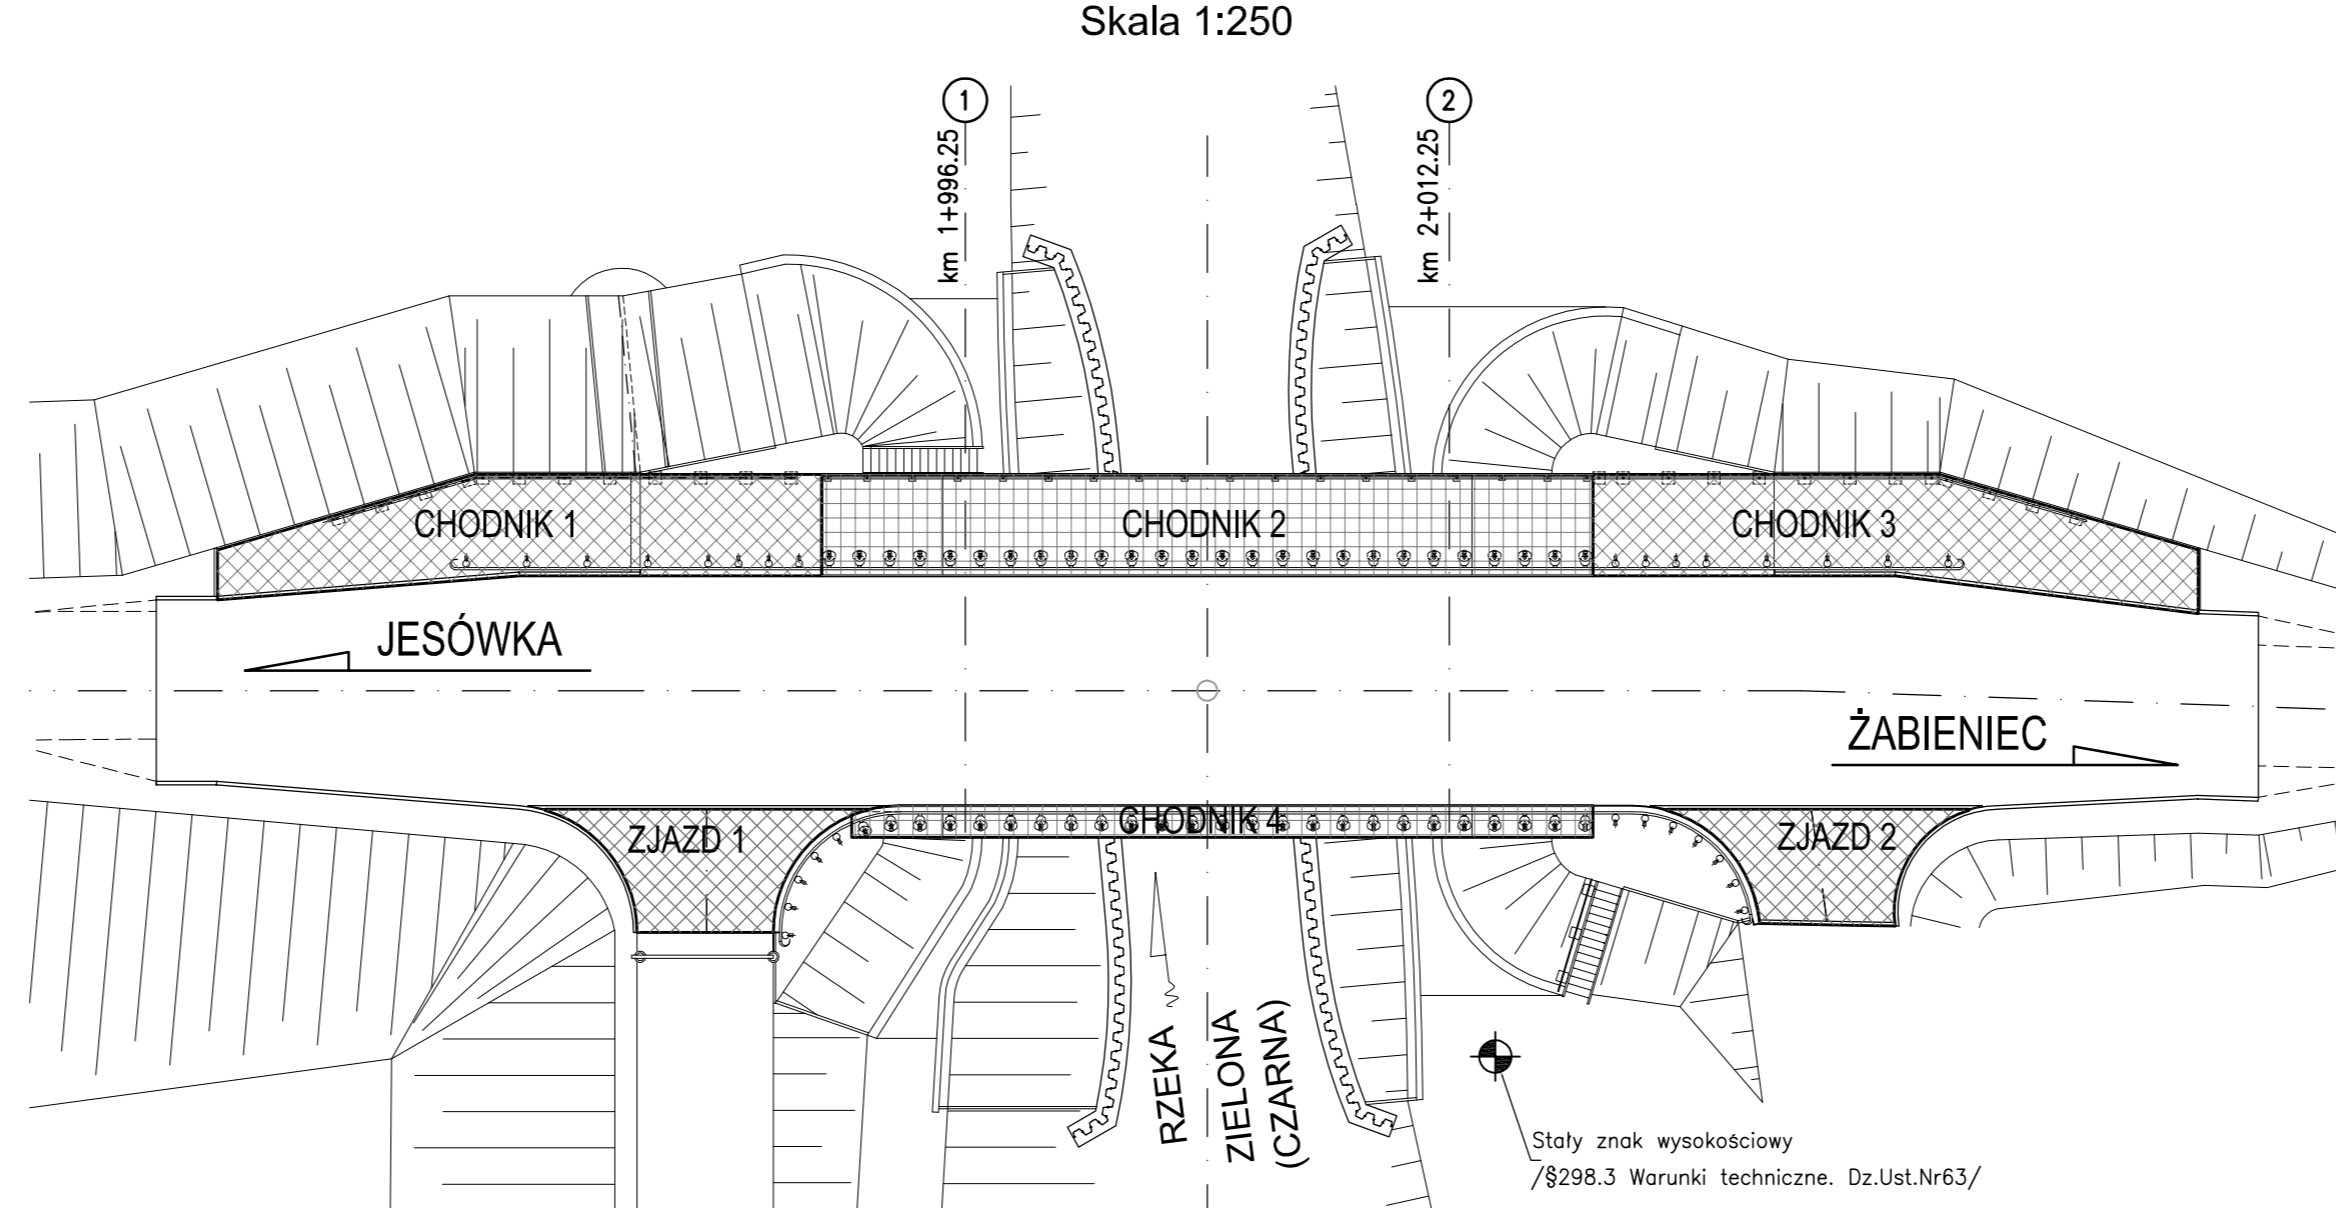 Skala 1:250
1
2
km 1+996.25
km 2+012.25
CHODNIK 1
CHODNIK 2
CHODNIK 3
JESÓWKA
ŻABIENIEC
ZJAZD 1
CHODNIK 4
ZJAZD 2
RZEKA
ZIELONA
(CZARNA)
Stały znak wysokościowy
/§298.3 Warunki techniczne. Dz.Ust.Nr63/